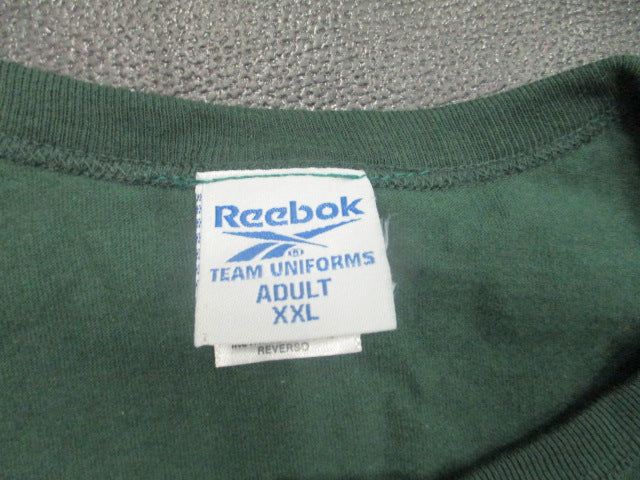 Reebok
®
TEAM UNIFORMS
ADULT
XXL
REVERSO